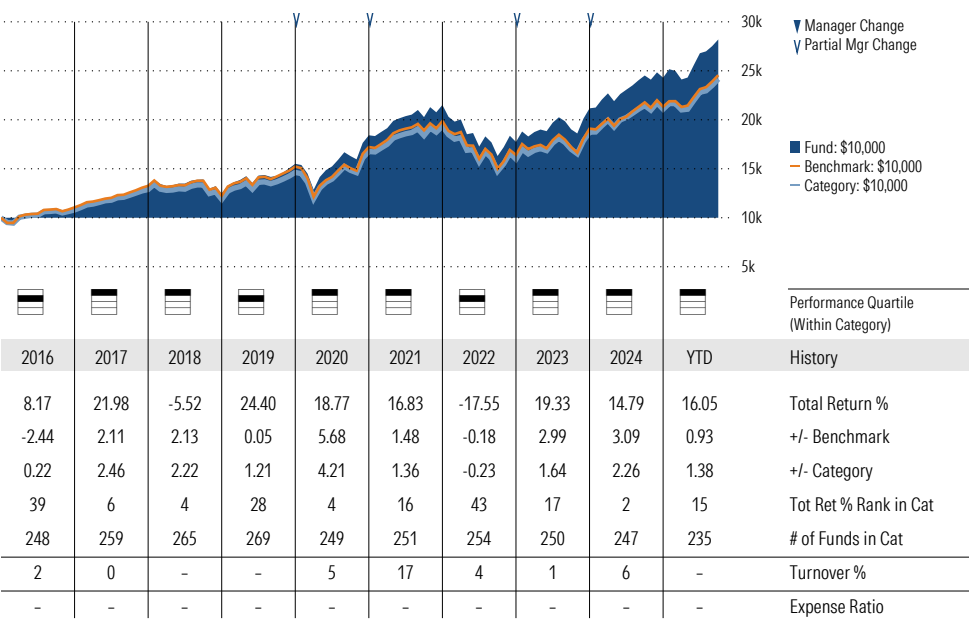 30k
25k
20k
15k
10k
5k
Manager Change
Partial Mgr Change
Fund: $10,000
Benchmark: $10,000
Category: $10,000
Performance Quartile
(Within Category)
2016 2017 2018 2019 2020 2021 2022 2023 2024 YTD History
8.17 21.98 -5.52 24.40 18.77 16.83 -17.55 19.33 14.79 16.05 Total Return %
-2.44 2.11 2.13 0.05 5.68 1.48 -0.18 2.99 3.09 0.93 +/- Benchmark
0.22 2.46 2.22 1.21 4.21 1.36 -0.23 1.64 2.26 1.38 +/- Category
39 6 4 28 4 16 43 17 2 15 Tot Ret % Rank in Cat
248 259 265 269 249 251 254 250 247 235 # of Funds in Cat
2 0 – – 5 17 4 1 6 – Turnover %
– – – – – – – – – – Expense Ratio